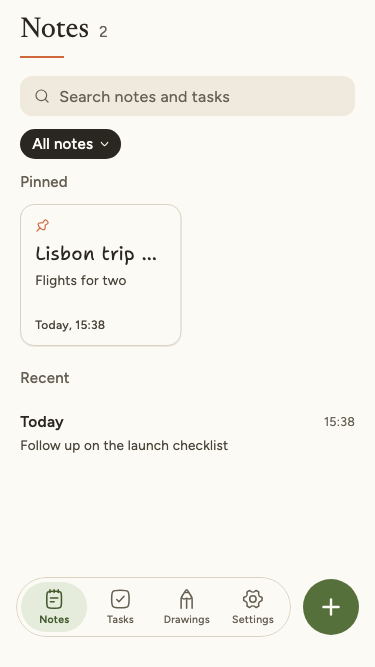 Notes 2
Search notes and tasks
All notes
Pinned
Lisbon trip ...
Flights for two
Today, 15:38
Recent
Today 15:38
Follow up on the launch checklist
Notes Tasks Drawings Settings